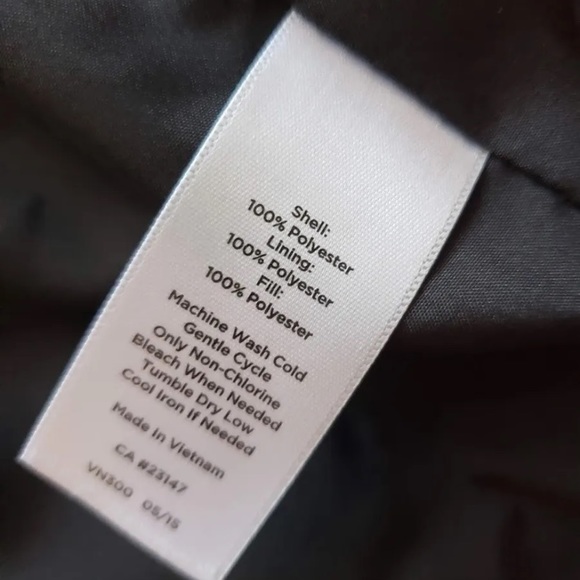 Shell:
100% Polyester
Lining:
100% Polyester
Fill:
100% Polyester
Machine Wash Cold
Gentle Cycle
Only Non-Chlorine
Bleach When Needed
Tumble Dry Low
Cool Iron If Needed
Made In Vietnam
CA #23147
VN300 05/15